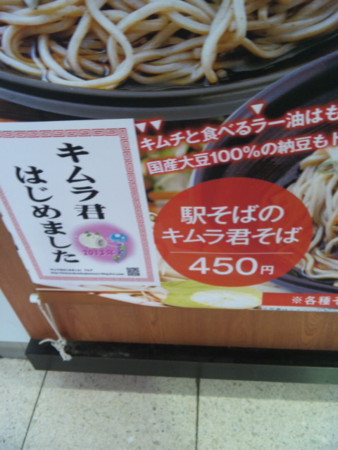 キムチと食べるラー油はも
国産大豆100%の納豆も
キムラ君
はじめました
2013
駅そばの
キムラ君そば
450円
※各種